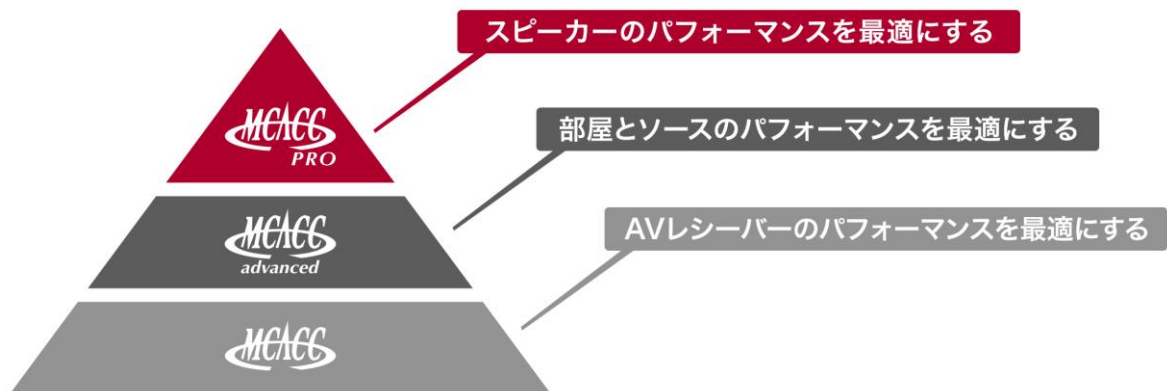 スピーカーのパフォーマンスを最適にする
MCACC
PRO
部屋とソースのパフォーマンスを最適にする
MCACC
advanced
AVレシーバーのパフォーマンスを最適にする
MCACC